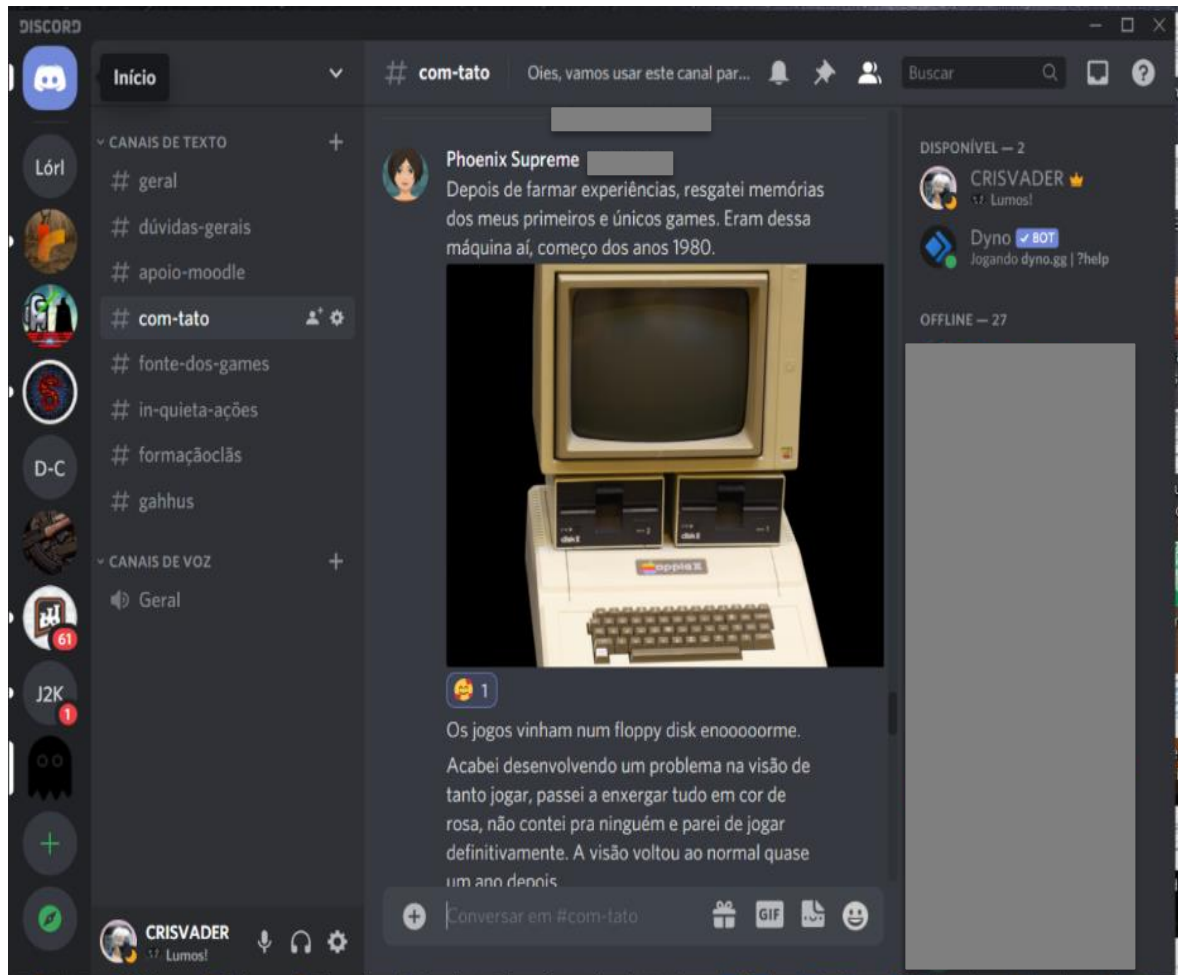 DISCORD
Início
Lórl
D-C
61
J2K
1
CANAIS DE TEXTO
geral
dúvidas-gerais
apoio-moodle
com-tato
fonte-dos-games
in-quieta-ações
formaçãoclãs
gahhus
CANAIS DE VOZ
Geral
CRISVADER
Lumos!
# com-tato
Oies, vamos usar este canal par...
Buscar
Phoenix Supreme
Depois de farmar experiências, resgatei memórias
dos meus primeiros e únicos games. Eram dessa
máquina aí, começo dos anos 1980.
disk II
2
disk II
1
apple II
1
Os jogos vinham num floppy disk enooooorme.
Acabei desenvolvendo um problema na visão de
tanto jogar, passei a enxergar tudo em cor de
rosa, não contei pra ninguém e parei de jogar
definitivamente. A visão voltou ao normal quase
um ano depois
Conversar em #com-tato
GIF
DISPONÍVEL — 2
CRISVADER
Lumos!
Dyno BOT
Jogando dyno.gg | ?help
OFFLINE — 27